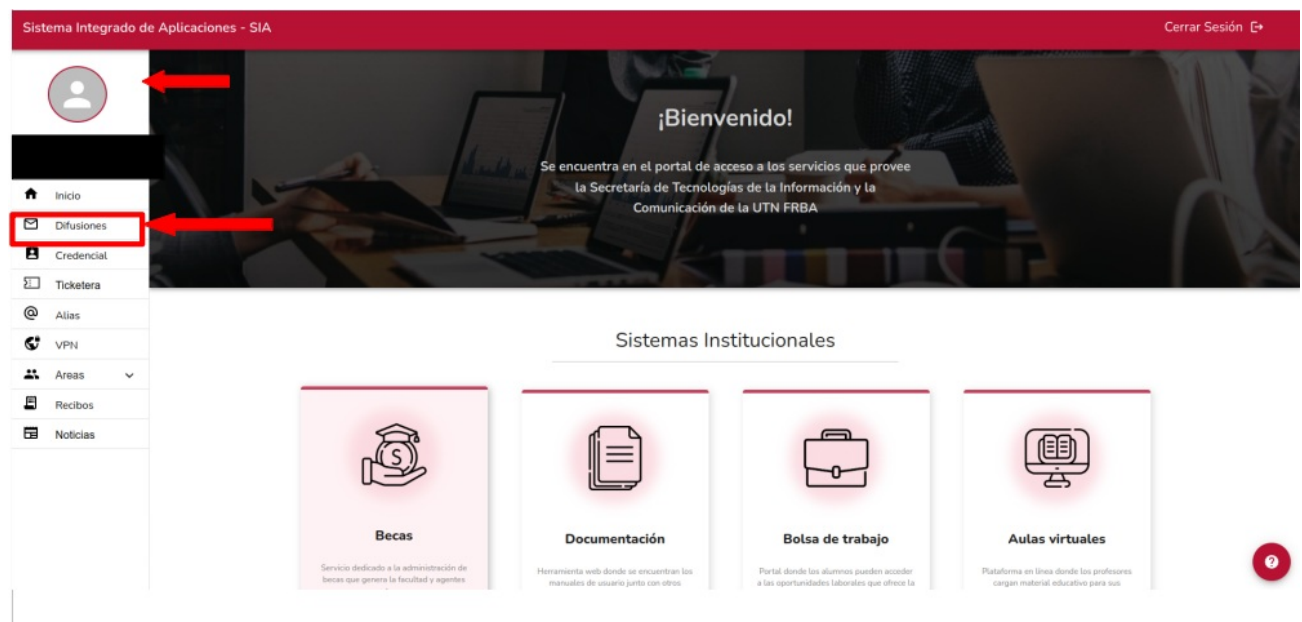 Sistema Integrado de Aplicaciones - SIA
Cerrar Sesión
¡Bienvenido!
Se encuentra en el portal de acceso a los servicios que provee
la Secretaría de Tecnologías de la Información y la
Comunicación de la UTN FRBA
Inicio
Difusiones
Credencial
Ticketera
Alias
VPN
Areas
Recibos
Noticias
Sistemas Institucionales
Becas
Servicio dedicado a la administración de
becas que genera la facultad y agentes
Documentación
Herramienta web donde se encuentran los
manuales de usuario junto con otros
Bolsa de trabajo
Portal donde los alumnos pueden acceder
a las oportunidades laborales que ofrece la
Aulas virtuales
Plataforma en línea donde los profesores
cargan material educativo para sus